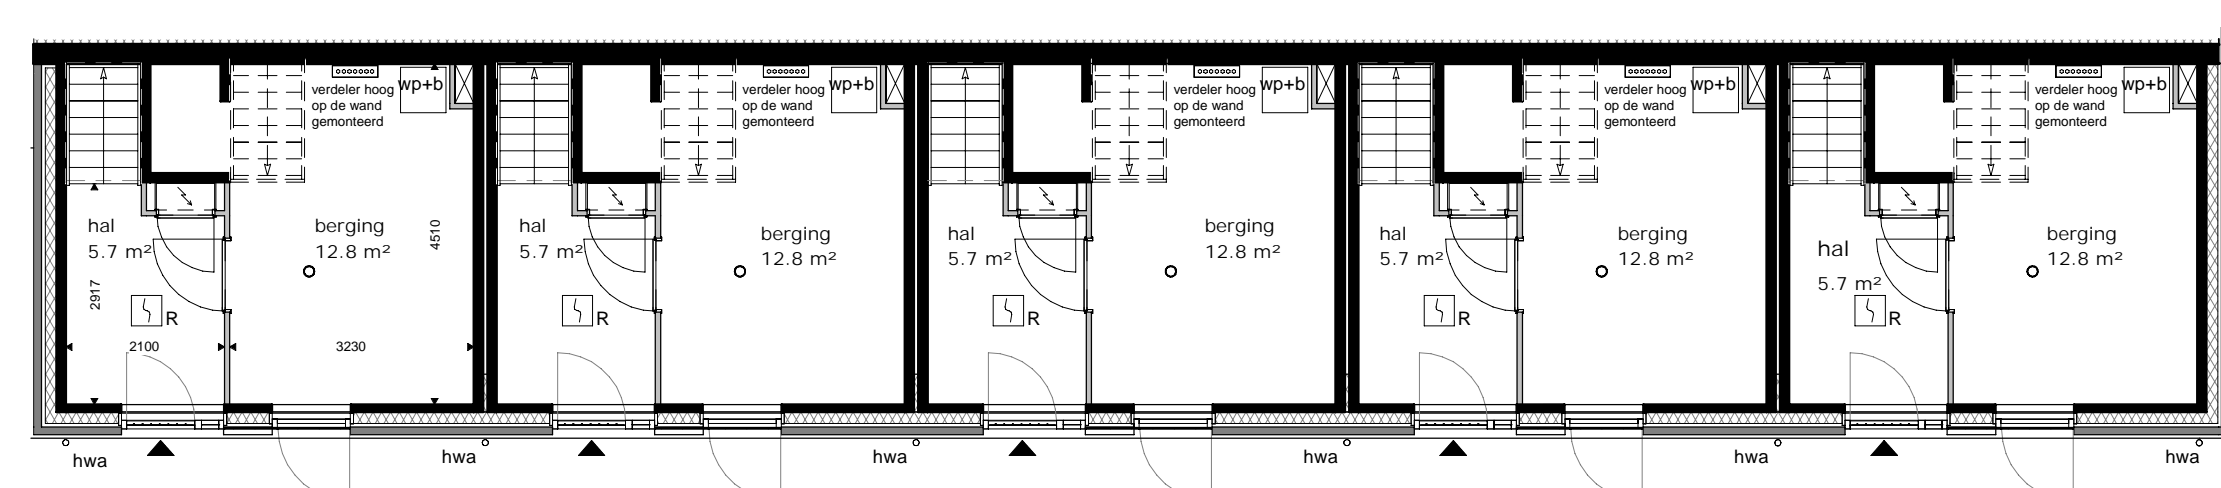 verdeler hoog
op de wand
gemonteerd
wp+b
hal
5.7 m²
berging
12.8 m²
4510
2917
R
2100
3230
hwa
verdeler hoog
op de wand
gemonteerd
wp+b
hal
5.7 m²
berging
12.8 m²
R
hwa
verdeler hoog
op de wand
gemonteerd
wp+b
hal
5.7 m²
berging
12.8 m²
R
hwa
verdeler hoog
op de wand
gemonteerd
wp+b
hal
5.7 m²
berging
12.8 m²
R
hwa
verdeler hoog
op de wand
gemonteerd
wp+b
hal
5.7 m²
berging
12.8 m²
R
hwa
hwa